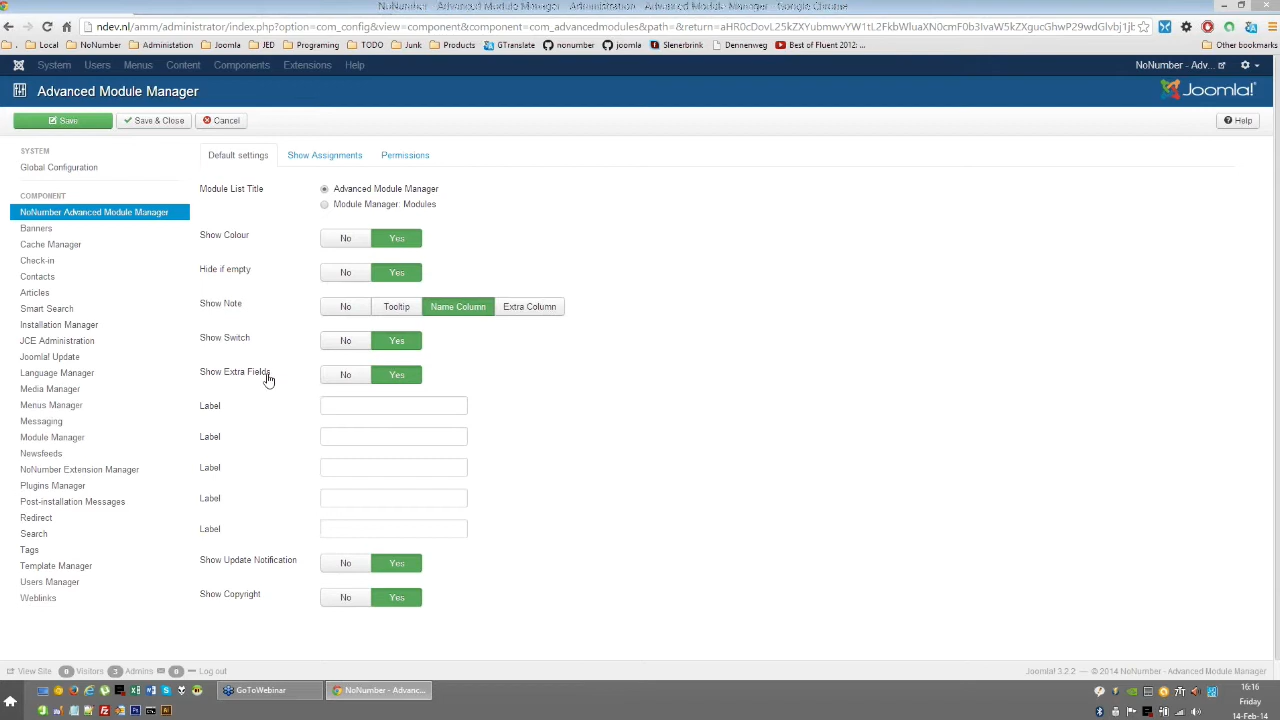 ndev.nl/amm/administrator/index.php?option=com_config&view=component&component=com_advancedmodules&path=&return=
Local NoNumber Administation Joomla JED Programing TODO Junk Products GTranslate nonumber joomla Slenerbrink Dennenweg Best of Fluent 2012: ... Other bookmarks
System Users Menus Content Components Extensions Help NoNumber - Adv...
Advanced Module Manager Joomla!
Save Save & Close Cancel Help
SYSTEM
Global Configuration
COMPONENT
NoNumber Advanced Module Manager
Banners
Cache Manager
Check-in
Contacts
Articles
Smart Search
Installation Manager
JCE Administration
Joomla! Update
Language Manager
Media Manager
Menus Manager
Messaging
Module Manager
Newsfeeds
NoNumber Extension Manager
Plugins Manager
Post-installation Messages
Redirect
Search
Tags
Template Manager
Users Manager
Weblinks
Default settings Show Assignments Permissions
Module List Title Advanced Module Manager
Module Manager: Modules
Show Colour No Yes
Hide if empty No Yes
Show Note No Tooltip Name Column Extra Column
Show Switch No Yes
Show Extra Fields No Yes
Label
Label
Label
Label
Label
Show Update Notification No Yes
Show Copyright No Yes
View Site 0 Visitors 3 Admins 0 Log out Joomla! 3.2.2 — © 2014 NoNumber - Advanced Module Manager
GoToWebinar NoNumber - Advanc...
16:16
Friday
14-Feb-14